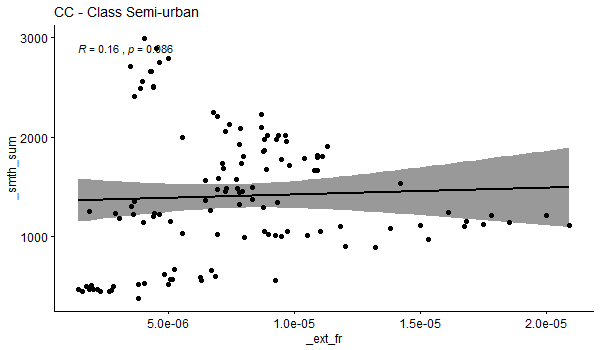 CC - Class Semi-urban
3000
R = 0.16 , p = 0.086
2000
_smth_sum
1000
5.0e-06 1.0e-05 1.5e-05 2.0e-05
_ext_fr